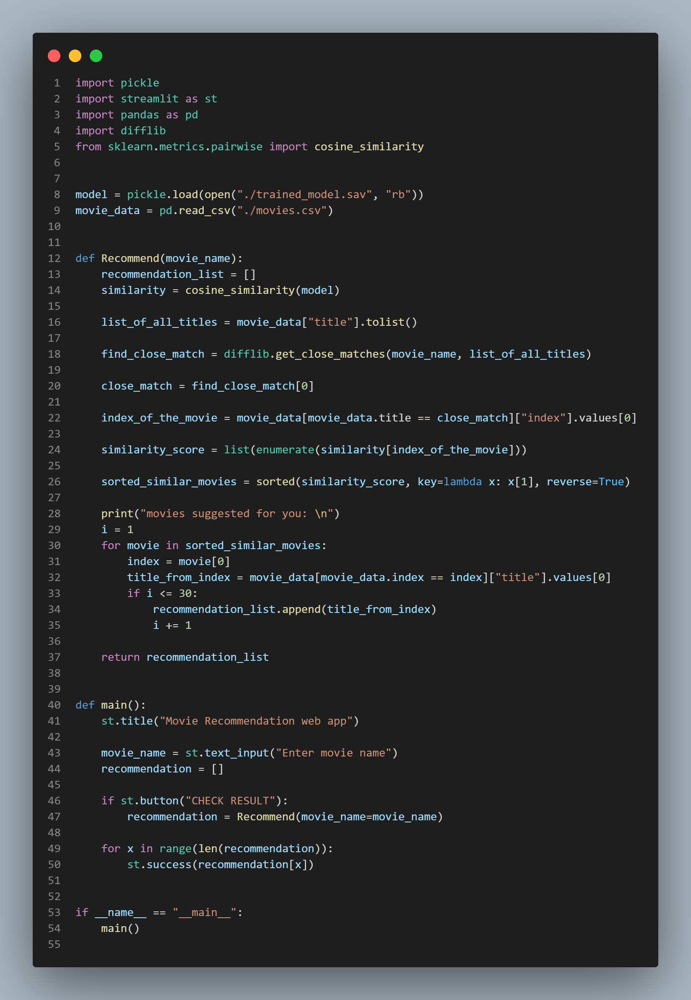 1 import pickle
2 import streamlit as st
3 import pandas as pd
4 import difflib
5 from sklearn.metrics.pairwise import cosine_similarity
6
7
8 model = pickle.load(open("./trained_model.sav", "rb"))
9 movie_data = pd.read_csv("./movies.csv")
10
11
12 def Recommend(movie_name):
13     recommendation_list = []
14     similarity = cosine_similarity(model)
15
16     list_of_all_titles = movie_data["title"].tolist()
17
18     find_close_match = difflib.get_close_matches(movie_name, list_of_all_titles)
19
20     close_match = find_close_match[0]
21
22     index_of_the_movie = movie_data[movie_data.title == close_match]["index"].values[0]
23
24     similarity_score = list(enumerate(similarity[index_of_the_movie]))
25
26     sorted_similar_movies = sorted(similarity_score, key=lambda x: x[1], reverse=True)
27
28     print("movies suggested for you: \n")
29     i = 1
30     for movie in sorted_similar_movies:
31         index = movie[0]
32         title_from_index = movie_data[movie_data.index == index]["title"].values[0]
33         if i <= 30:
34             recommendation_list.append(title_from_index)
35             i += 1
36
37     return recommendation_list
38
39
40 def main():
41     st.title("Movie Recommendation web app")
42
43     movie_name = st.text_input("Enter movie name")
44     recommendation = []
45
46     if st.button("CHECK RESULT"):
47         recommendation = Recommend(movie_name=movie_name)
48
49     for x in range(len(recommendation)):
50         st.success(recommendation[x])
51
52
53 if __name__ == "__main__":
54     main()
55